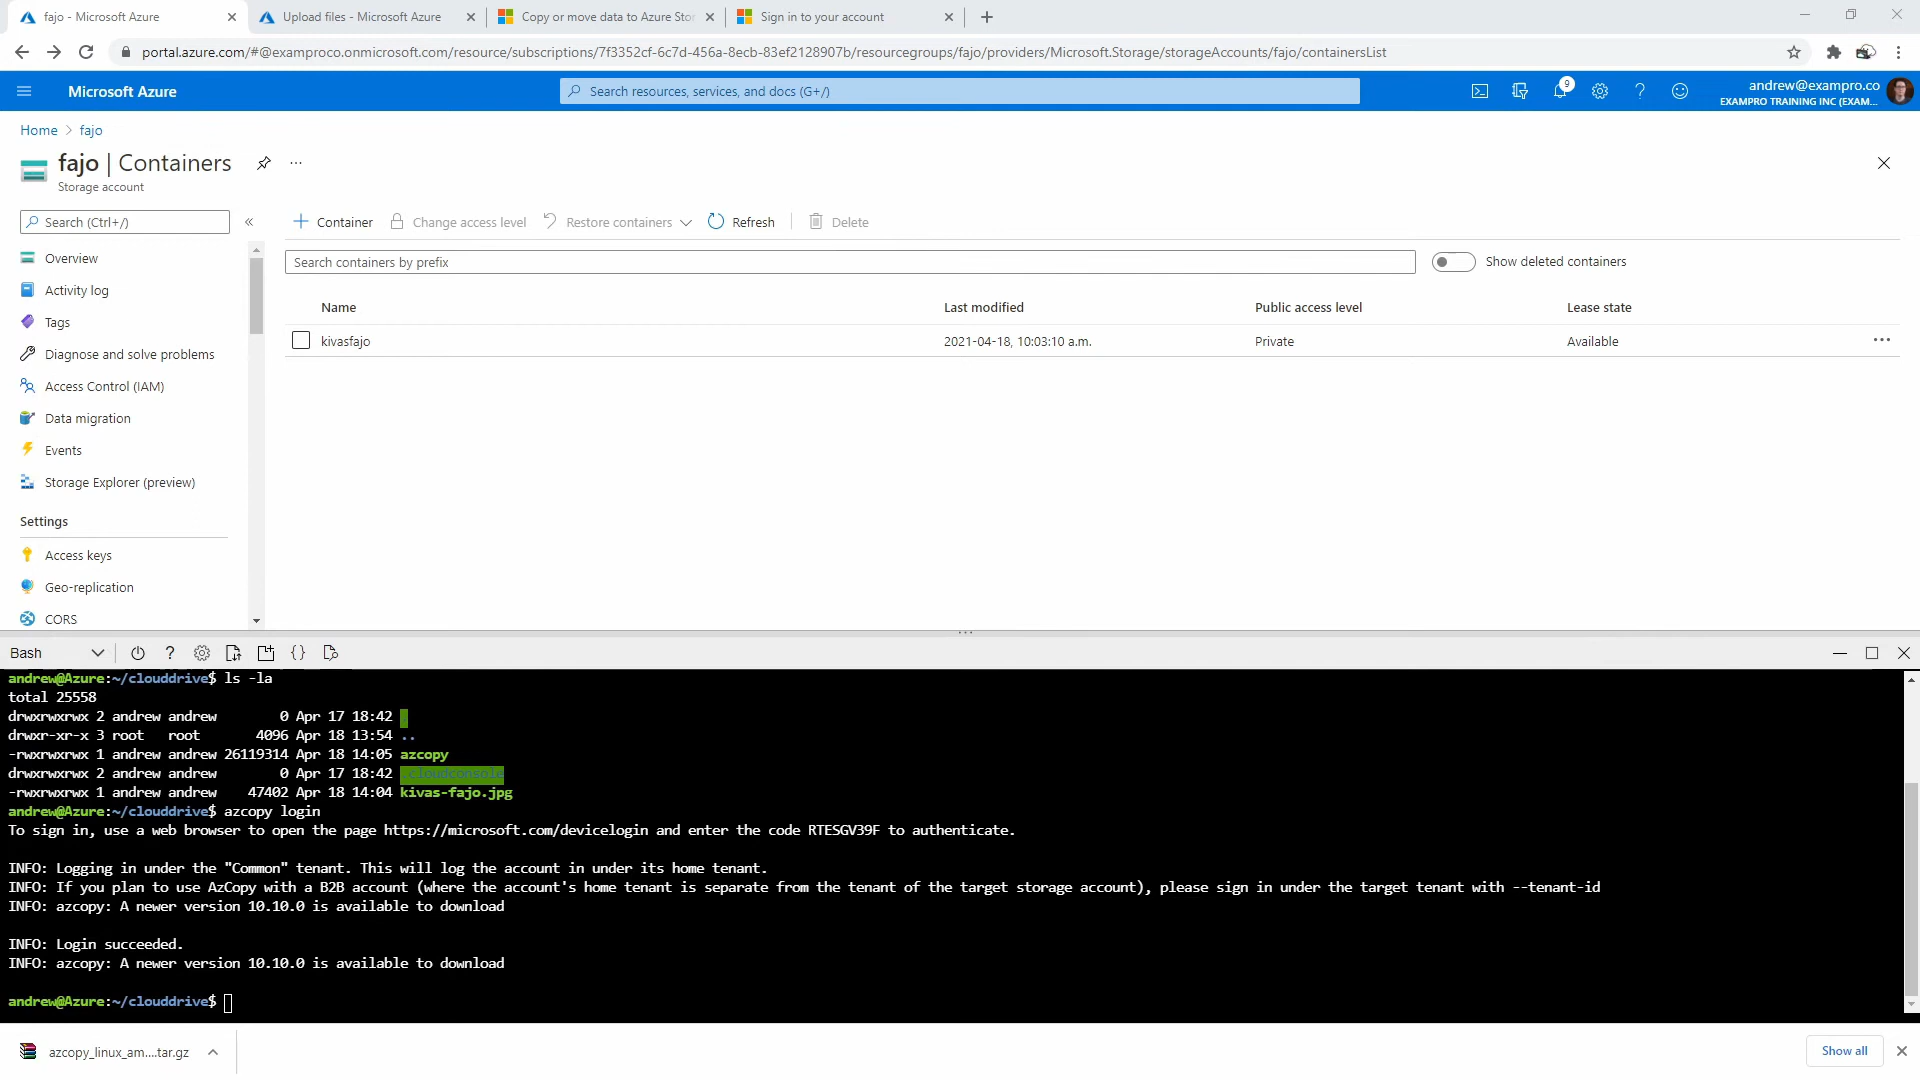 fajo - Microsoft Azure
Upload files - Microsoft Azure
Copy or move data to Azure Stor
Sign in to your account
portal.azure.com/#@examproco.onmicrosoft.com/resource/subscriptions/7f3352cf-6c7d-456a-8ecb-83ef2128907b/resourcegroups/fajo/providers/Microsoft.Storage/storageAccounts/fajo/containersList
Microsoft Azure
Search resources, services, and docs (G+/)
9
andrew@exampro.co
EXAMPRO TRAINING INC (EXAM...
Home > fajo
fajo | Containers
Storage account
Search (Ctrl+/)
Container
Change access level
Restore containers
Refresh
Delete
Search containers by prefix
Show deleted containers
Name Last modified Public access level Lease state
kivasfajo 2021-04-18, 10:03:10 a.m. Private Available
Overview
Activity log
Tags
Diagnose and solve problems
Access Control (IAM)
Data migration
Events
Storage Explorer (preview)
Settings
Access keys
Geo-replication
CORS
Bash
andrew@Azure:~/clouddrive$ ls -la
total 25558
drwxrwxrwx 2 andrew andrew 0 Apr 17 18:42 .
drwxr-xr-x 3 root root 4096 Apr 18 13:54 ..
-rwxrwxrwx 1 andrew andrew 26119314 Apr 18 14:05 azcopy
drwxrwxrwx 2 andrew andrew 0 Apr 17 18:42 .cloudconsole
-rwxrwxrwx 1 andrew andrew 47402 Apr 18 14:04 kivas-fajo.jpg
andrew@Azure:~/clouddrive$ azcopy login
To sign in, use a web browser to open the page https://microsoft.com/devicelogin and enter the code RTESGV39F to authenticate.
INFO: Logging in under the "Common" tenant. This will log the account in under its home tenant.
INFO: If you plan to use AzCopy with a B2B account (where the account's home tenant is separate from the tenant of the target storage account), please sign in under the target tenant with --tenant-id
INFO: azcopy: A newer version 10.10.0 is available to download
INFO: Login succeeded.
INFO: azcopy: A newer version 10.10.0 is available to download
andrew@Azure:~/clouddrive$
azcopy_linux_am....tar.gz
Show all